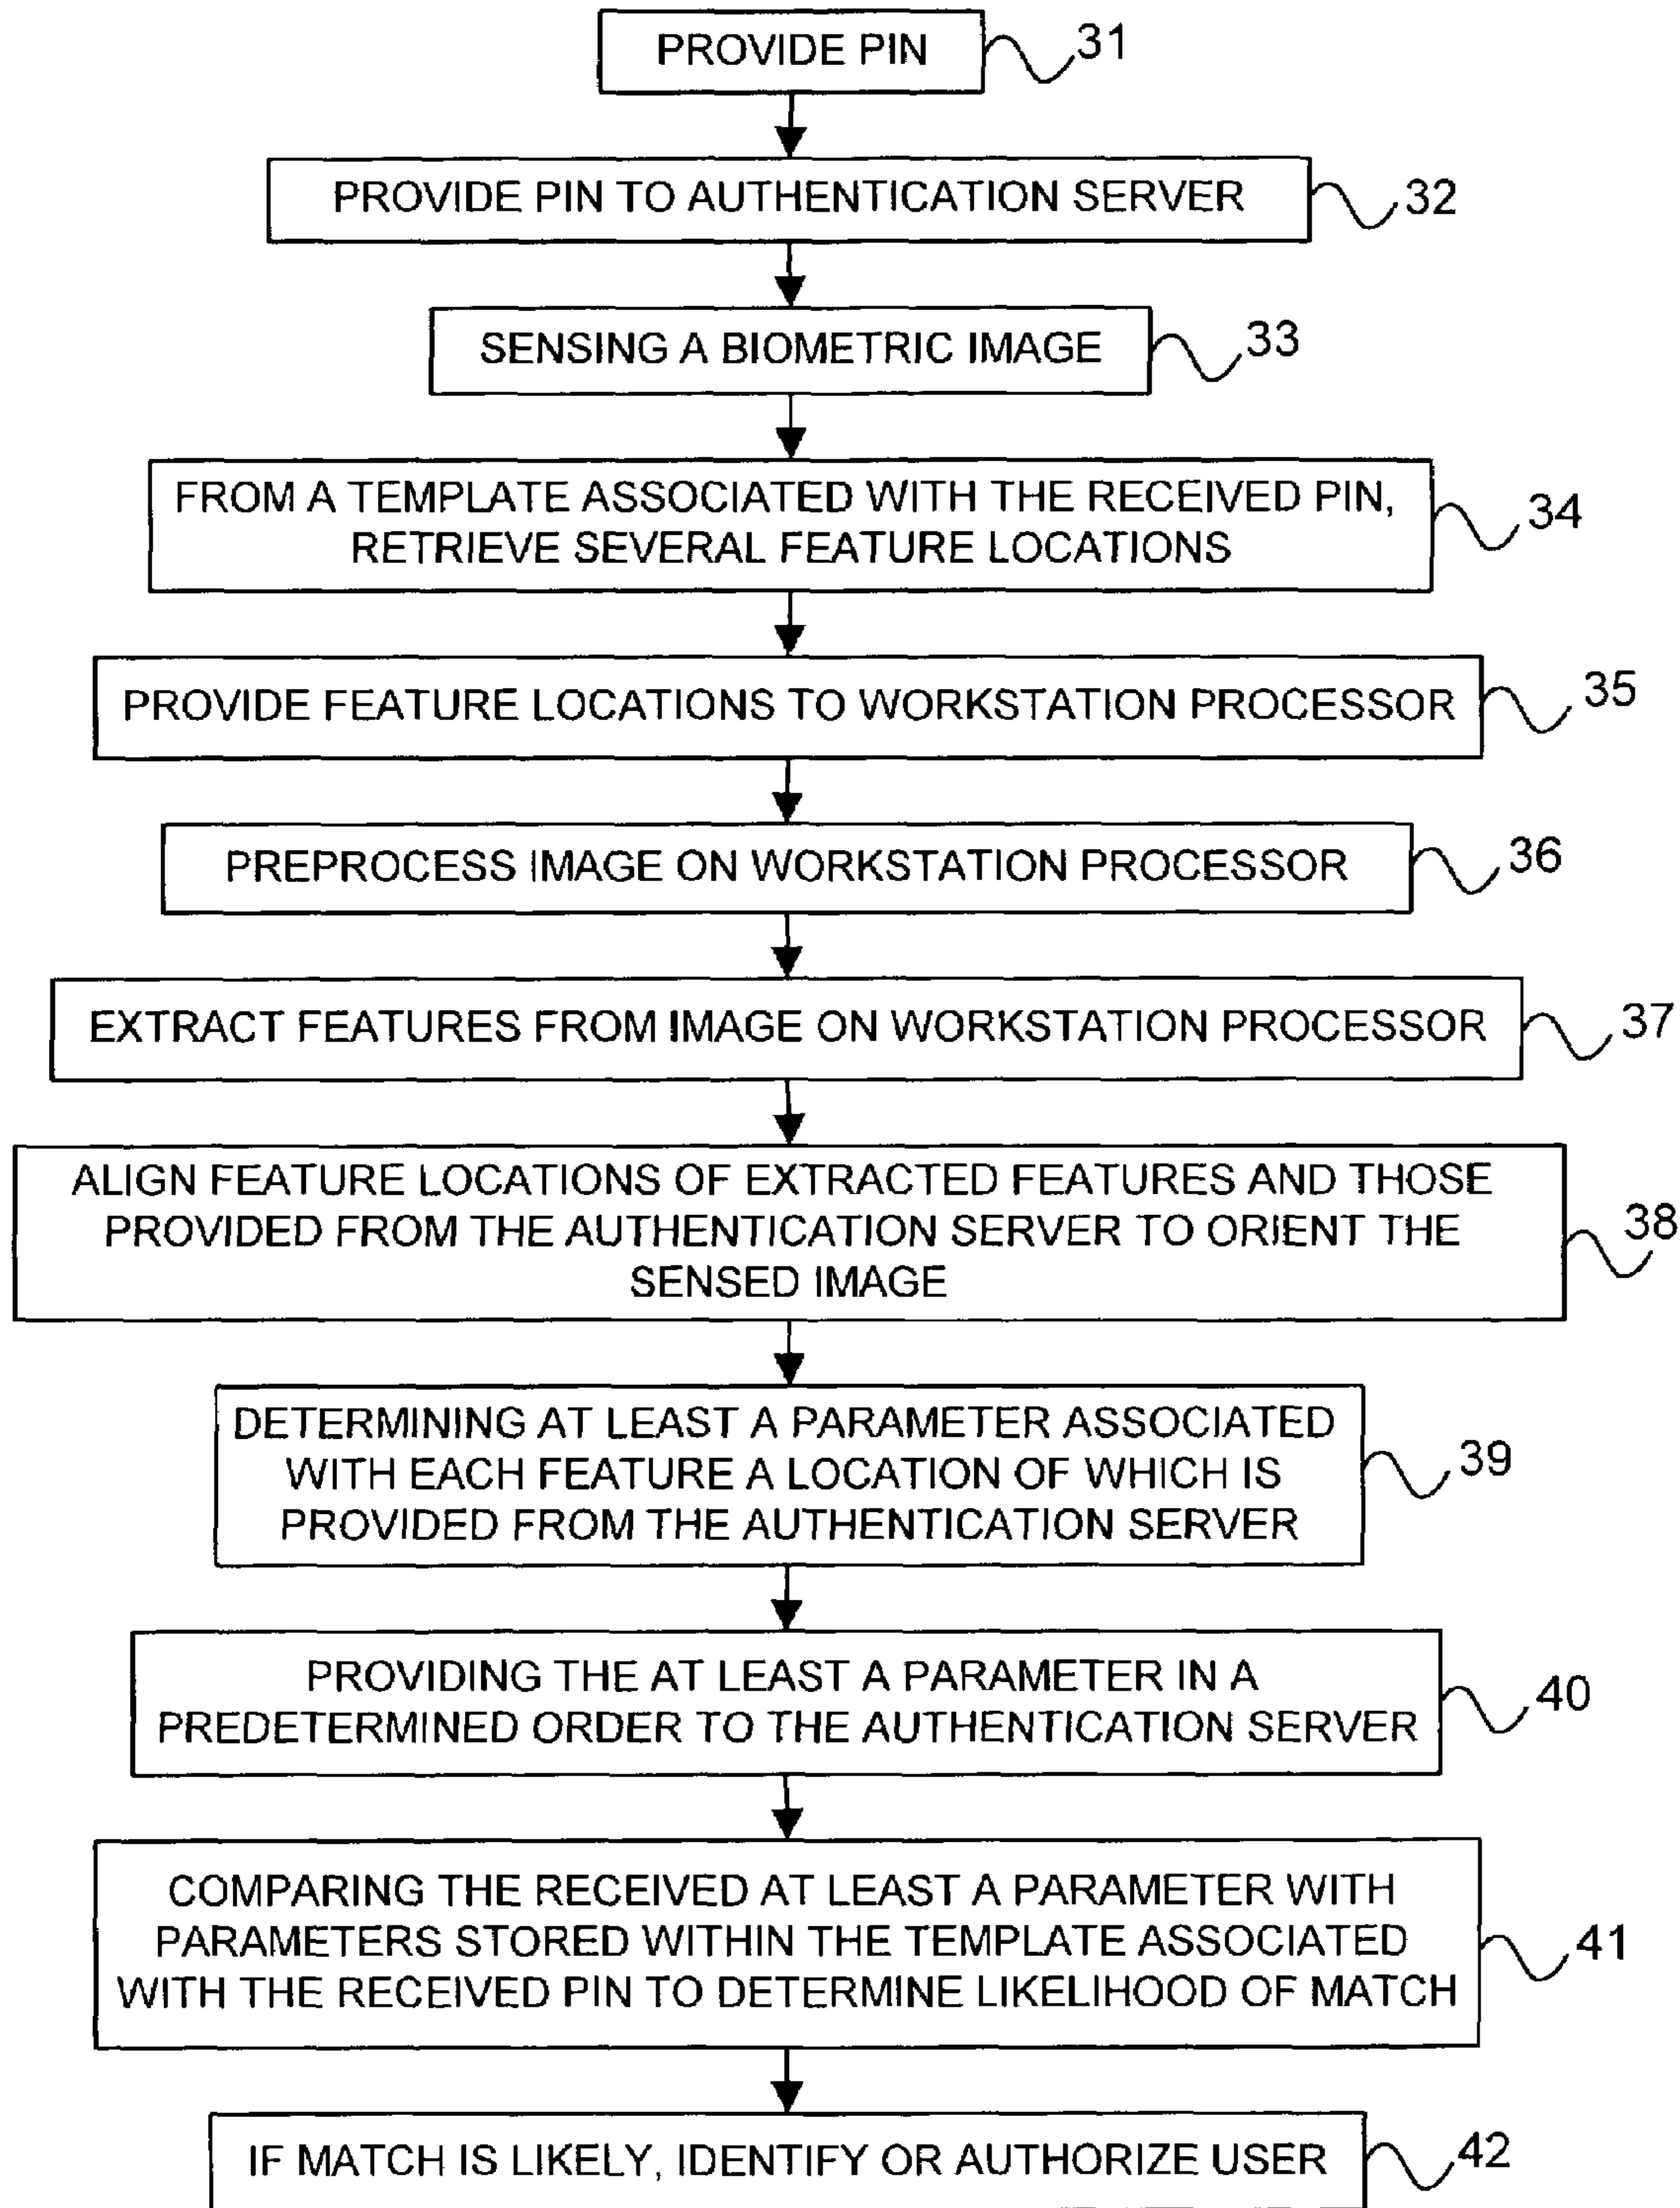 PROVIDE PIN
31
PROVIDE PIN TO AUTHENTICATION SERVER
32
SENSING A BIOMETRIC IMAGE
33
FROM A TEMPLATE ASSOCIATED WITH THE RECEIVED PIN,
RETRIEVE SEVERAL FEATURE LOCATIONS
34
PROVIDE FEATURE LOCATIONS TO WORKSTATION PROCESSOR
35
PREPROCESS IMAGE ON WORKSTATION PROCESSOR
36
EXTRACT FEATURES FROM IMAGE ON WORKSTATION PROCESSOR
37
ALIGN FEATURE LOCATIONS OF EXTRACTED FEATURES AND THOSE
PROVIDED FROM THE AUTHENTICATION SERVER TO ORIENT THE
SENSED IMAGE
38
DETERMINING AT LEAST A PARAMETER ASSOCIATED
WITH EACH FEATURE A LOCATION OF WHICH IS
PROVIDED FROM THE AUTHENTICATION SERVER
39
PROVIDING THE AT LEAST A PARAMETER IN A
PREDETERMINED ORDER TO THE AUTHENTICATION SERVER
40
COMPARING THE RECEIVED AT LEAST A PARAMETER WITH
PARAMETERS STORED WITHIN THE TEMPLATE ASSOCIATED
WITH THE RECEIVED PIN TO DETERMINE LIKELIHOOD OF MATCH
41
IF MATCH IS LIKELY, IDENTIFY OR AUTHORIZE USER
42